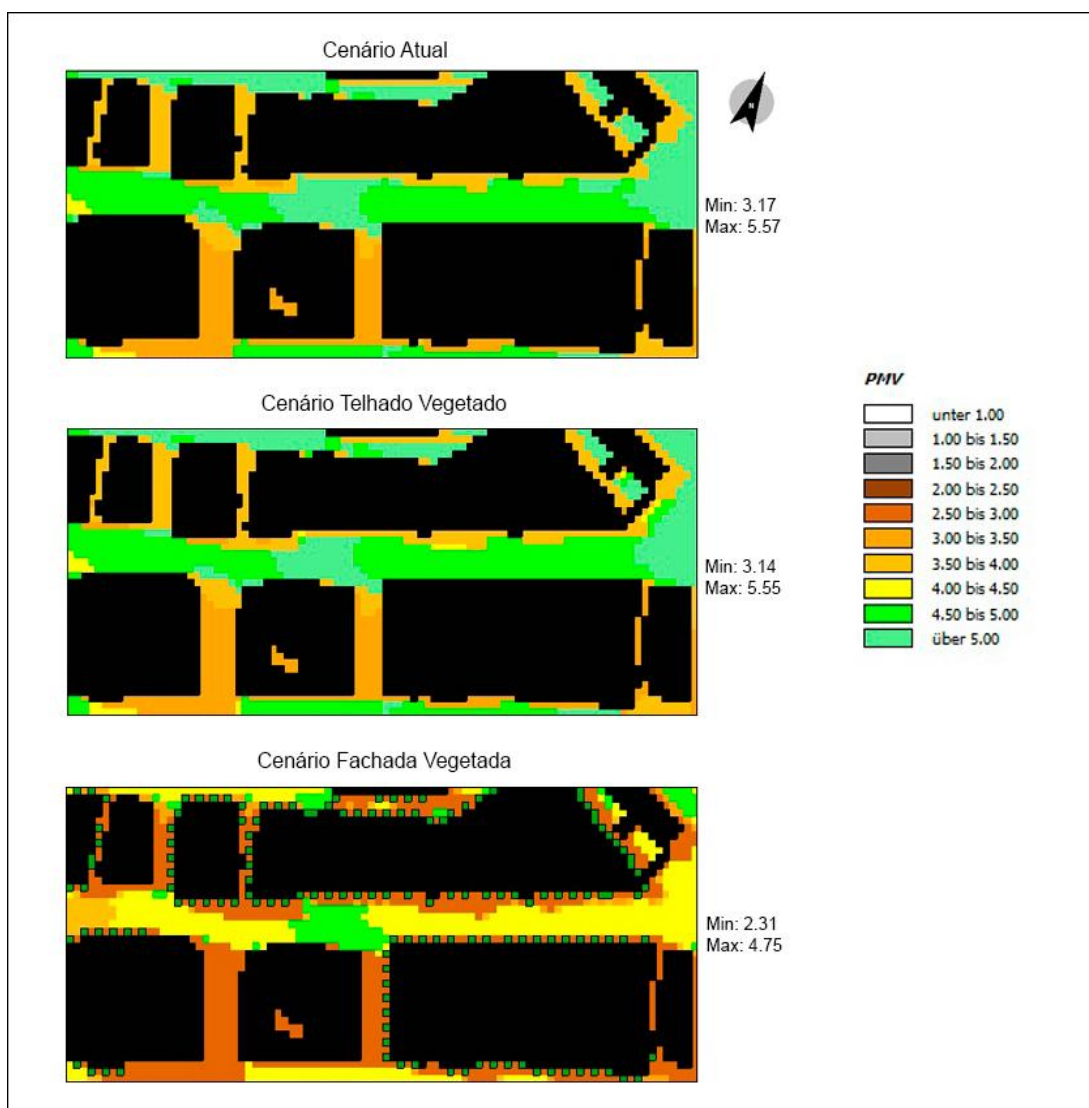 Cenário Atual
N
Min: 3.17
Max: 5.57
Cenário Telhado Vegetado
Min: 3.14
Max: 5.55
PMV
unter 1.00
1.00 bis 1.50
1.50 bis 2.00
2.00 bis 2.50
2.50 bis 3.00
3.00 bis 3.50
3.50 bis 4.00
4.00 bis 4.50
4.50 bis 5.00
über 5.00
Cenário Fachada Vegetada
Min: 2.31
Max: 4.75